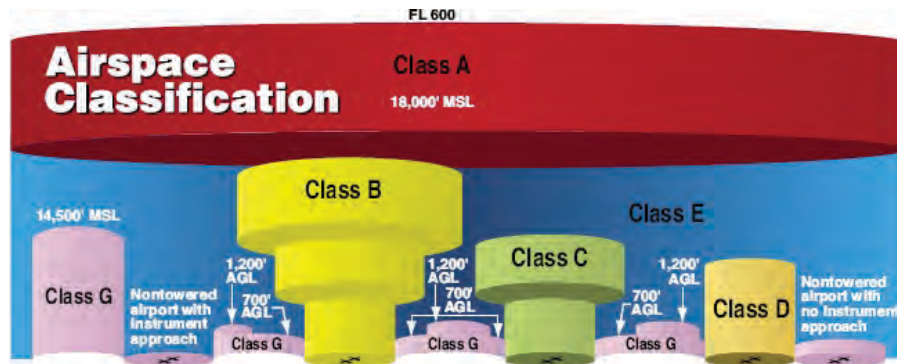 FL 600
Airspace
Classification
Class A
18,000' MSL
Class B
Class E
14,500' MSL
Class C
1,200'
AGL
1,200'
AGL
1,200'
AGL
Class G
Nontowered
airport with
Instrument
approach
700'
AGL
700'
AGL
700'
AGL
Class D
Nontowered
airport with
no Instrument
approach
Class G
Class G
Class G